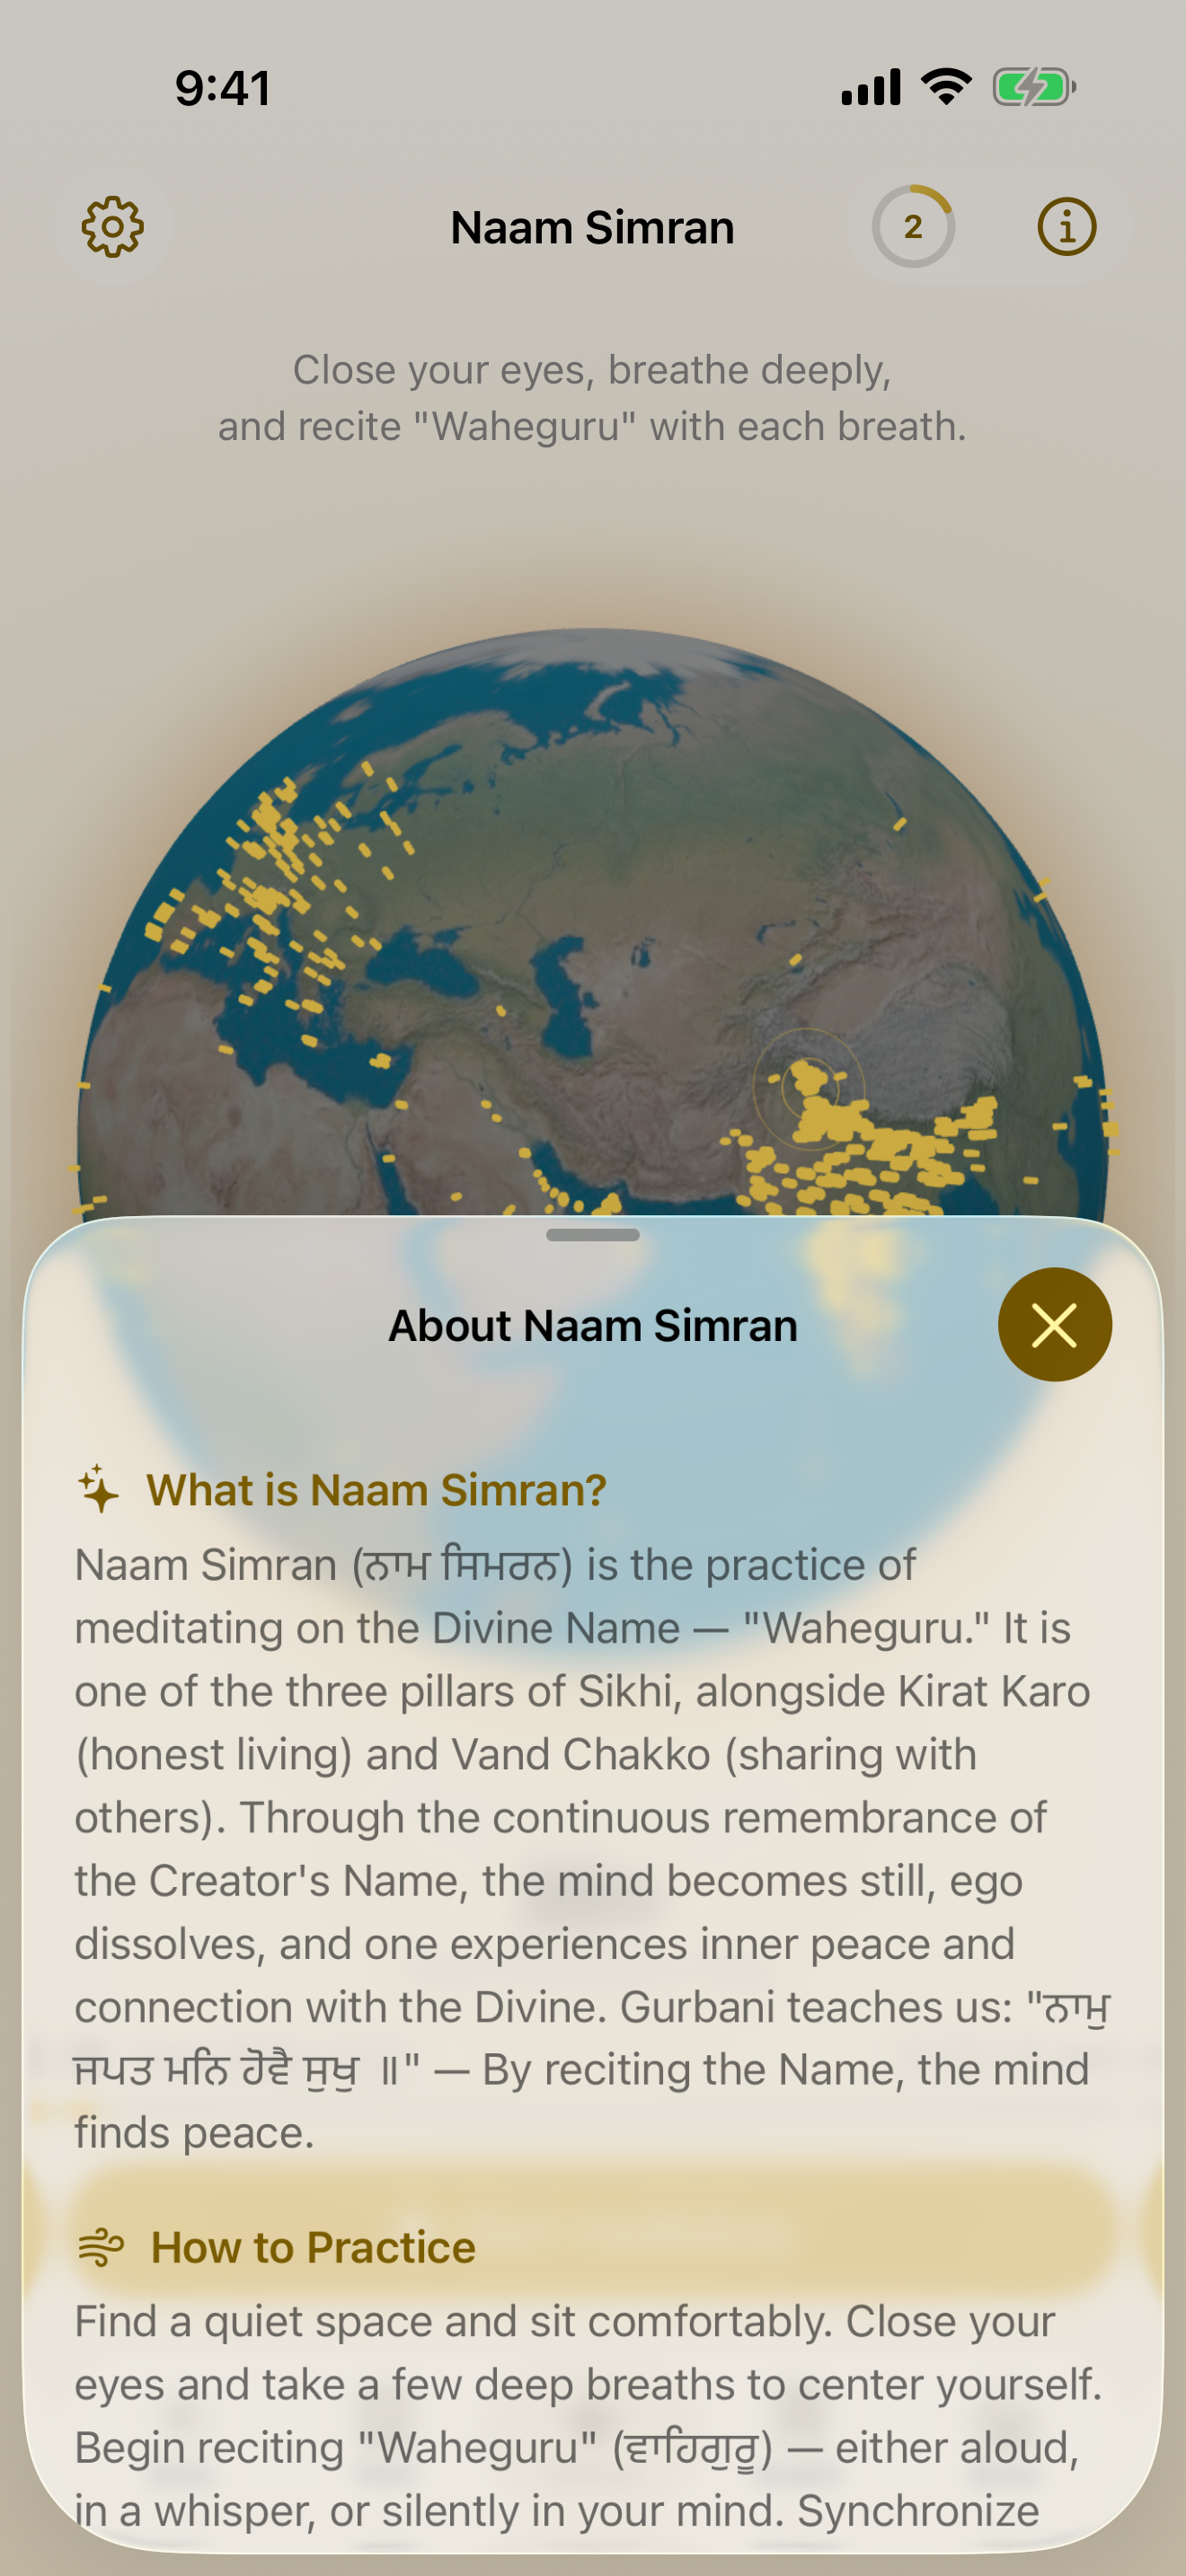 9:41
Naam Simran
2
Close your eyes, breathe deeply,
and recite "Waheguru" with each breath.
About Naam Simran
What is Naam Simran?
Naam Simran (ਨਾਮ ਸਿਮਰਨ) is the practice of
meditating on the Divine Name — "Waheguru." It is
one of the three pillars of Sikhi, alongside Kirat Karo
(honest living) and Vand Chakko (sharing with
others). Through the continuous remembrance of
the Creator's Name, the mind becomes still, ego
dissolves, and one experiences inner peace and
connection with the Divine. Gurbani teaches us: "ਨਾਮੁ
ਜਪਤ ਮਨਿ ਹੋਵੈ ਸੁਖੁ ॥" — By reciting the Name, the mind
finds peace.
How to Practice
Find a quiet space and sit comfortably. Close your
eyes and take a few deep breaths to center yourself.
Begin reciting "Waheguru" (ਵਾਹਿਗੁਰੂ) — either aloud,
in a whisper, or silently in your mind. Synchronize